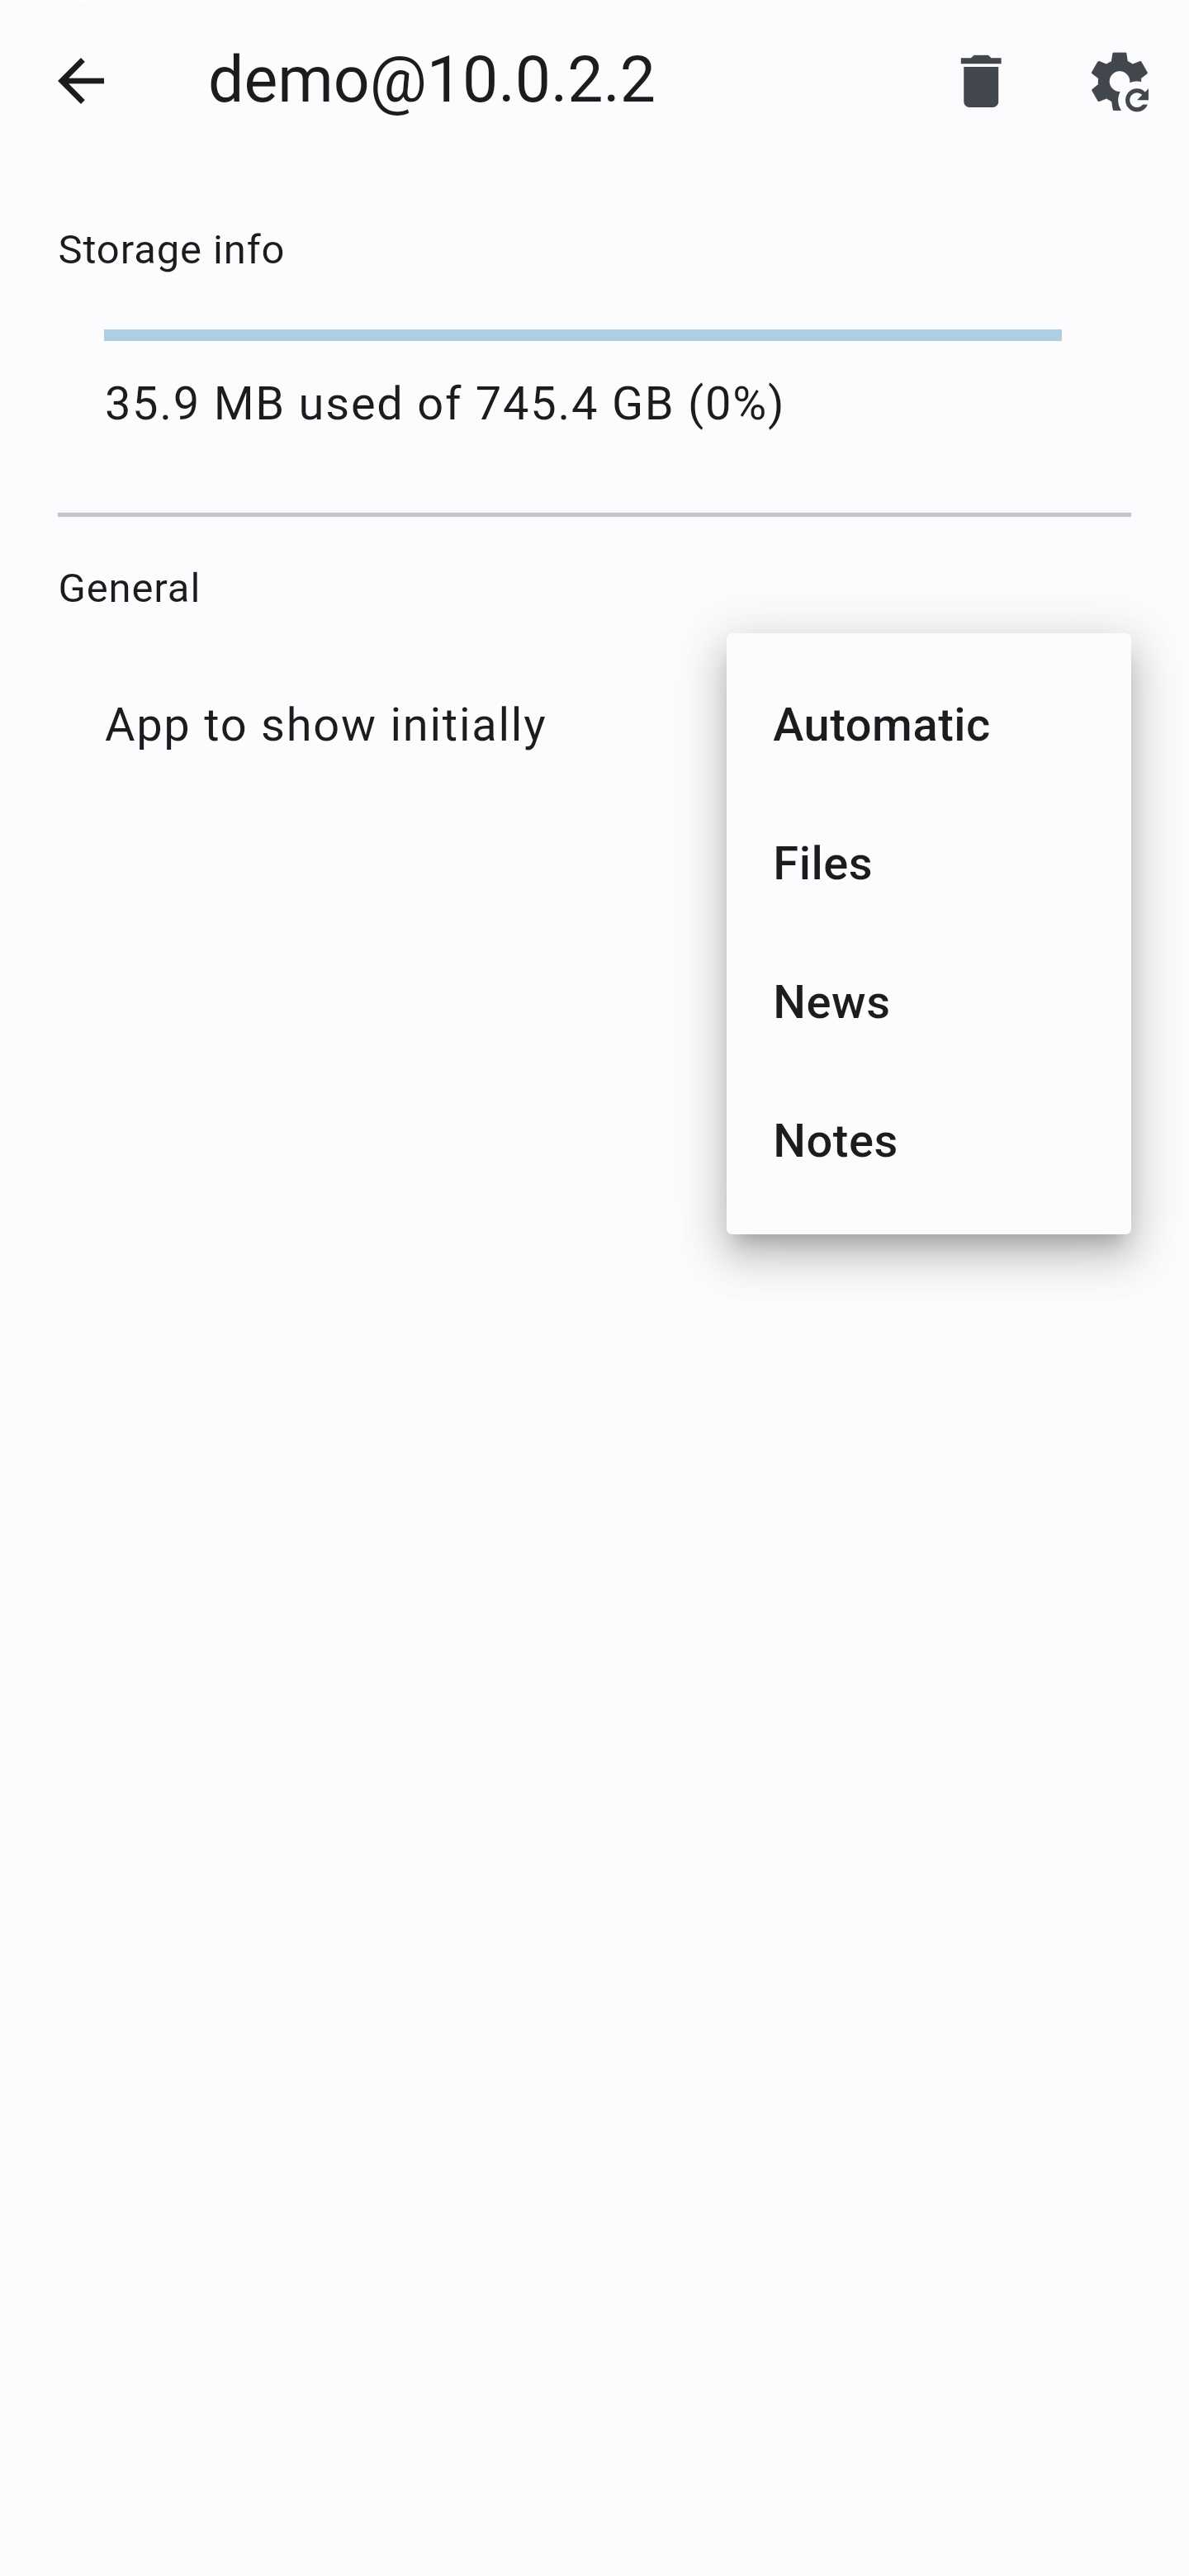 demo@10.0.2.2
Storage info
35.9 MB used of 745.4 GB (0%)
General
App to show initially
Automatic
Files
News
Notes